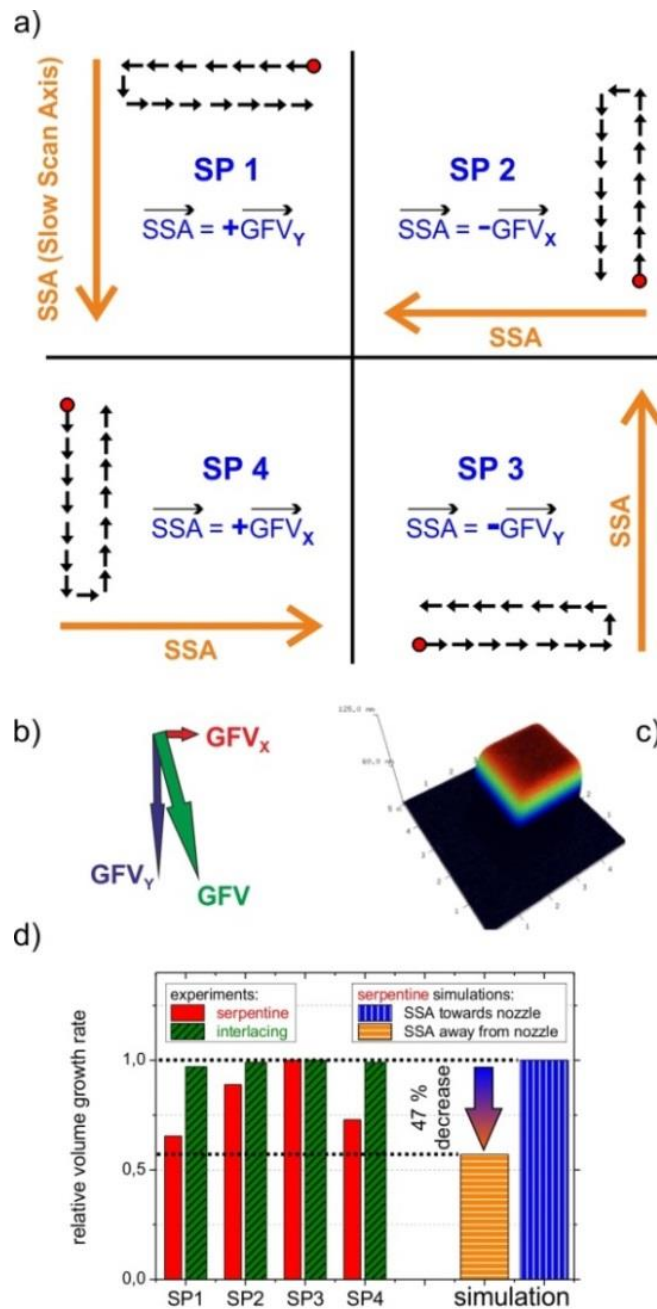 a)
SSA (Slow Scan Axis)
SP 1
SSA = +GFVY
SP 2
SSA = -GFVX
SSA
SP 4
SSA = +GFVX
SSA
SP 3
SSA = -GFVY
SSA
b)
GFVX
GFVY
GFV
c)
d)
relative volume growth rate
1,0
0,5
0,0
experiments:
serpentine
interlacing
serpentine simulations:
SSA towards nozzle
SSA away from nozzle
47 %
decrease
SP1 SP2 SP3 SP4 simulation